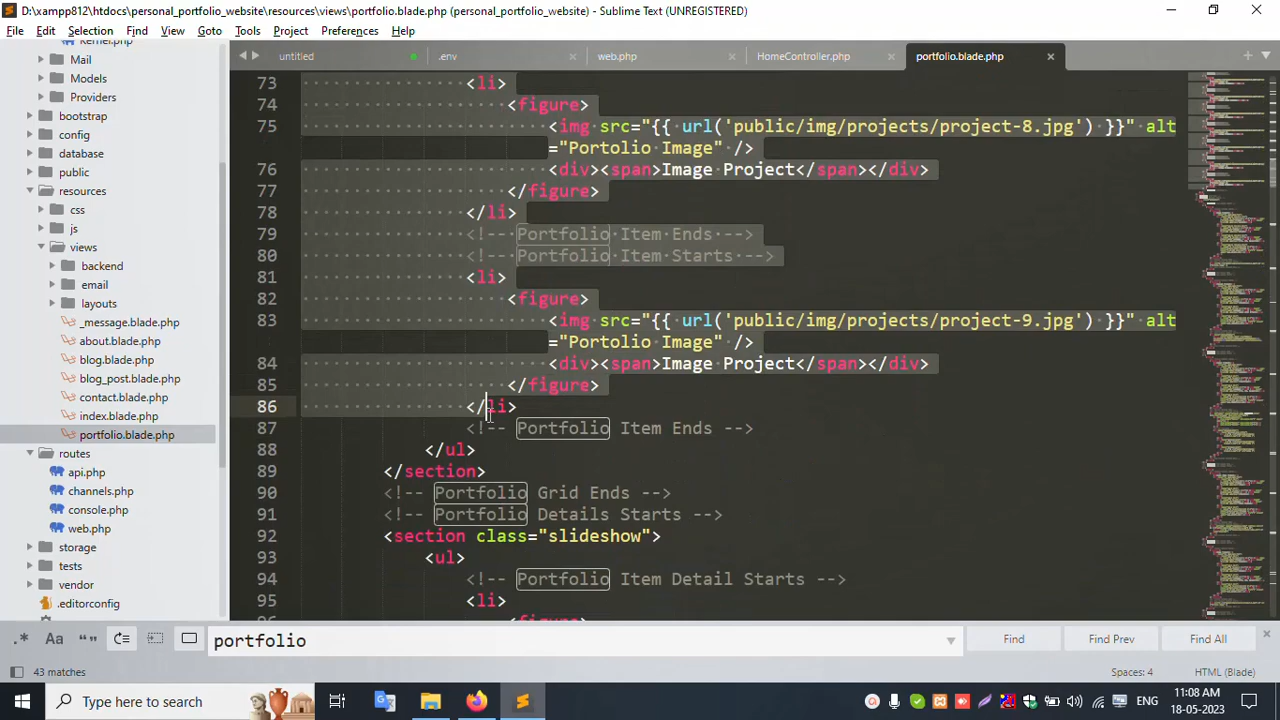 D:\xampp812\htdocs\personal_portfolio_website\resources\views\portfolio.blade.php (personal_portfolio_website) - Sublime Text (UNREGISTERED)
File Edit Selection Find View Goto Tools Project Preferences Help
untitled .env web.php HomeController.php portfolio.blade.php
Kernel.php
Mail
Models
Providers
bootstrap
config
database
public
resources
css
js
views
backend
email
layouts
_message.blade.php
about.blade.php
blog.blade.php
blog_post.blade.php
contact.blade.php
index.blade.php
portfolio.blade.php
routes
api.php
channels.php
console.php
web.php
storage
tests
vendor
.editorconfig
73 <li>
74 <figure>
75 <img src="{{ url('public/img/projects/project-8.jpg') }}" alt
="Portolio Image" />
76 <div><span>Image Project</span></div>
77 </figure>
78 </li>
79 <!-- Portfolio Item Ends -->
80 <!-- Portfolio Item Starts -->
81 <li>
82 <figure>
83 <img src="{{ url('public/img/projects/project-9.jpg') }}" alt
="Portolio Image" />
84 <div><span>Image Project</span></div>
85 </figure>
86 </li>
87 <!-- Portfolio Item Ends -->
88 </ul>
89 </section>
90 <!-- Portfolio Grid Ends -->
91 <!-- Portfolio Details Starts -->
92 <section class="slideshow">
93 <ul>
94 <!-- Portfolio Item Detail Starts -->
95 <li>
<figure>
.* Aa “” portfolio Find Find Prev Find All
43 matches Spaces: 4 HTML (Blade)
Type here to search ENG 11:08 AM
18-05-2023